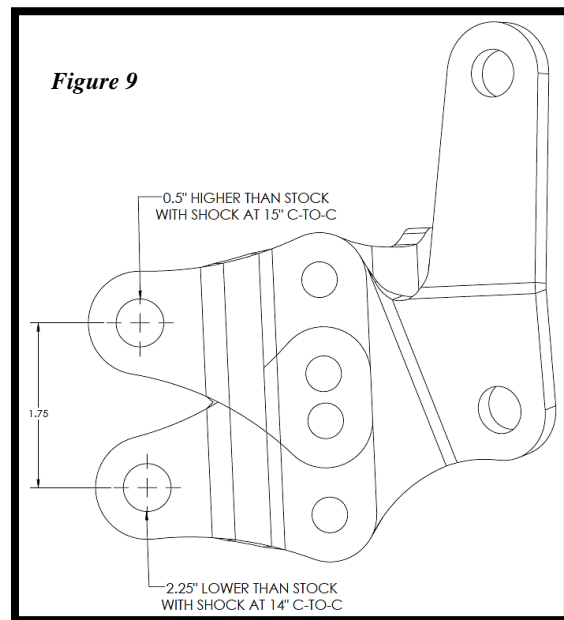 Figure 9
0.5" HIGHER THAN STOCK
WITH SHOCK AT 15" C-TO-C
1.75
2.25" LOWER THAN STOCK
WITH SHOCK AT 14" C-TO-C